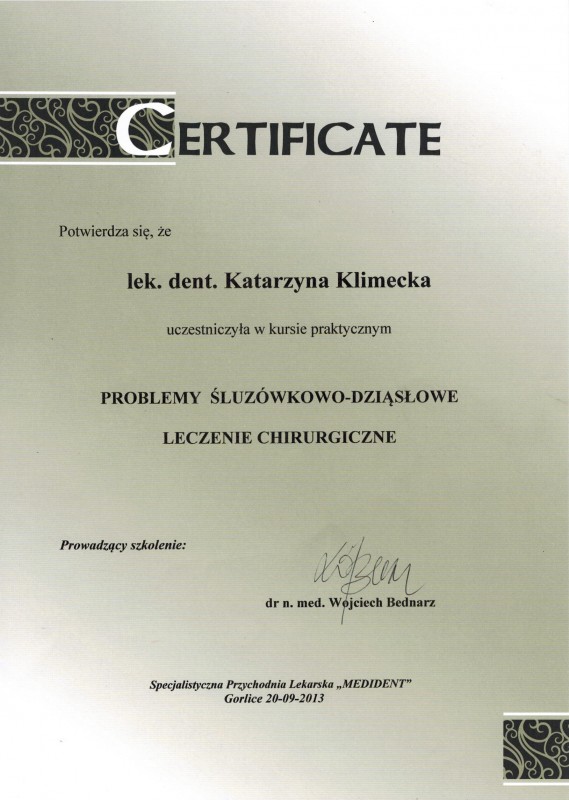 CERTIFICATE
Potwierdza się, że
lek. dent. Katarzyna Klimecka
uczestniczyła w kursie praktycznym
PROBLEMY ŚLUZÓWKOWO-DZIĄSŁOWE
LECZENIE CHIRURGICZNE
Prowadzący szkolenie:
dr n. med. Wojciech Bednarz
Specjalistyczna Przychodnia Lekarska „MEDIDENT”
Gorlice 20-09-2013